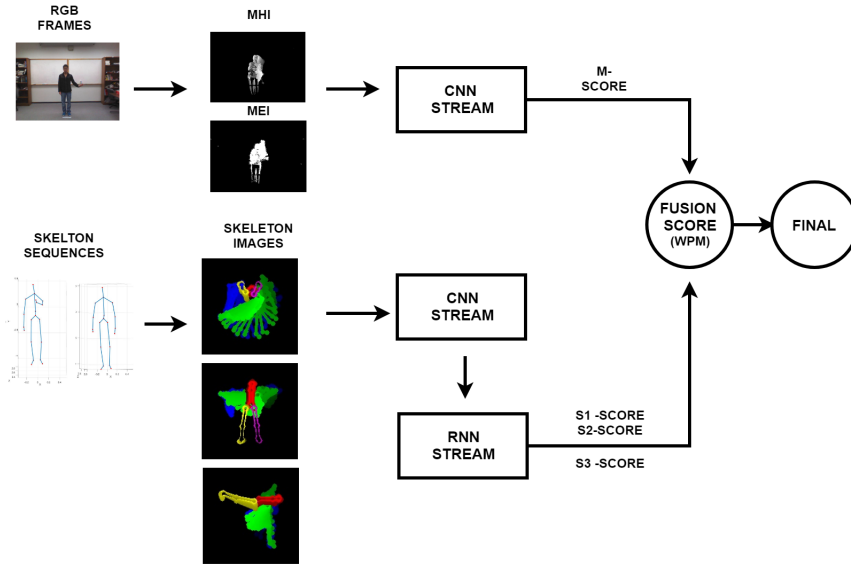 RGB
FRAMES
MHI
MEI
CNN
STREAM
M-
SCORE
FUSION
SCORE
(WPM)
FINAL
SKELTON
SEQUENCES
SKELETON
IMAGES
CNN
STREAM
RNN
STREAM
S1 -SCORE
S2-SCORE
S3 -SCORE